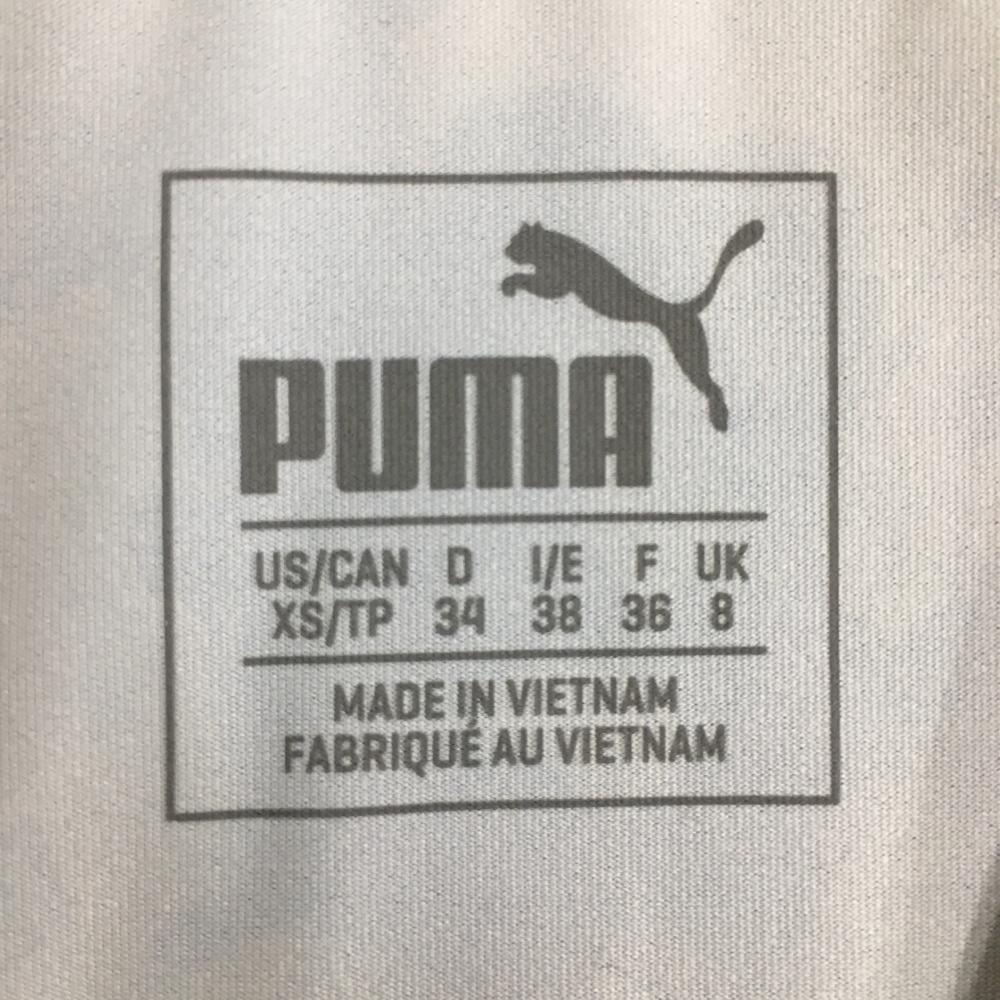 PUMA
US/CAN D I/E F UK
XS/TP 34 38 36 8
MADE IN VIETNAM
FABRIQUÉ AU VIETNAM